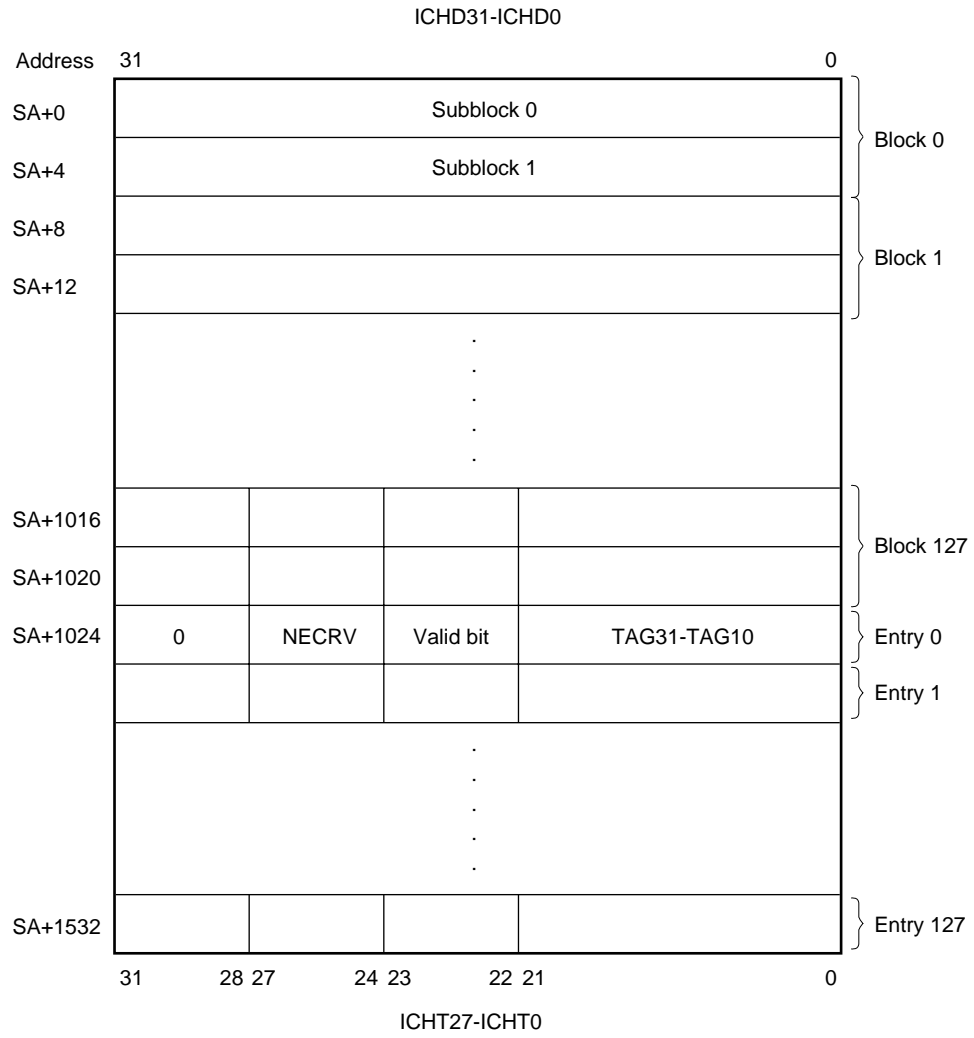 ICHD31-ICHD0
Address 31 0
SA+0 Subblock 0
Block 0
SA+4 Subblock 1
SA+8
Block 1
SA+12
.
.
.
.
.
SA+1016
Block 127
SA+1020
SA+1024 0 NECRV Valid bit TAG31-TAG10 Entry 0
Entry 1
.
.
.
.
.
SA+1532 Entry 127
31 28 27 24 23 22 21 0
ICHT27-ICHT0